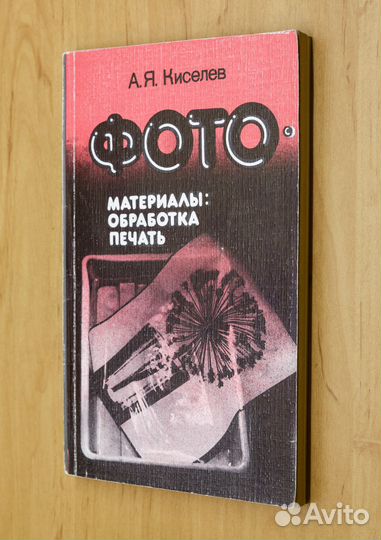 А.Я. Киселев
ФОТО-
МАТЕРИАЛЫ:
ОБРАБОТКА
ПЕЧАТЬ
Avito